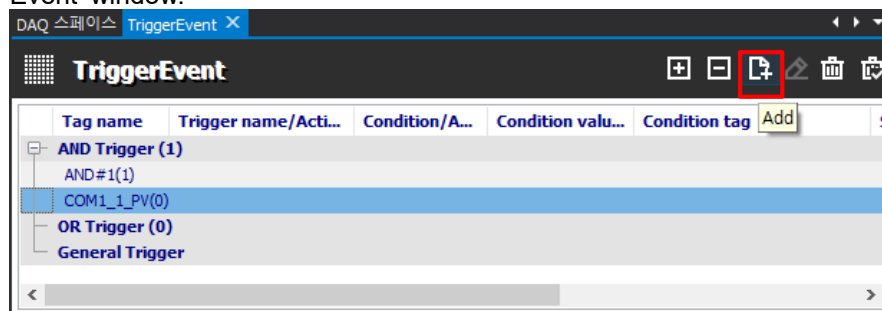 Event window.
DAQ 스페이스 TriggerEvent
TriggerEvent
Add
Tag name Trigger name/Acti... Condition/A... Condition valu... Condition tag
AND Trigger (1)
AND#1(1)
COM1_1_PV(0)
OR Trigger (0)
General Trigger